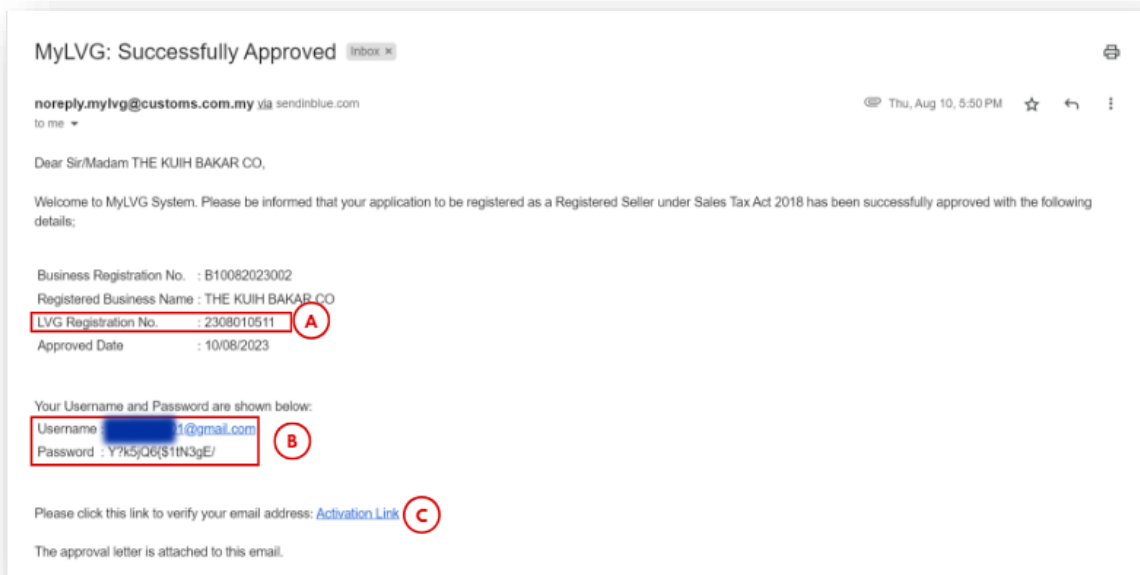 MyLVG: Successfully Approved Inbox ×
noreply.mylvg@customs.com.my via sendinblue.com Thu, Aug 10, 5:50 PM
to me
Dear Sir/Madam THE KUIH BAKAR CO,
Welcome to MyLVG System. Please be informed that your application to be registered as a Registered Seller under Sales Tax Act 2018 has been successfully approved with the following
details;
Business Registration No. : B10082023002
Registered Business Name : THE KUIH BAKAR CO
LVG Registration No. : 2308010511 A
Approved Date : 10/08/2023
Your Username and Password are shown below:
Username : 1@gmail.com
B
Password : Y?k5jQ6{$1tN3gE/
Please click this link to verify your email address: Activation Link C
The approval letter is attached to this email.